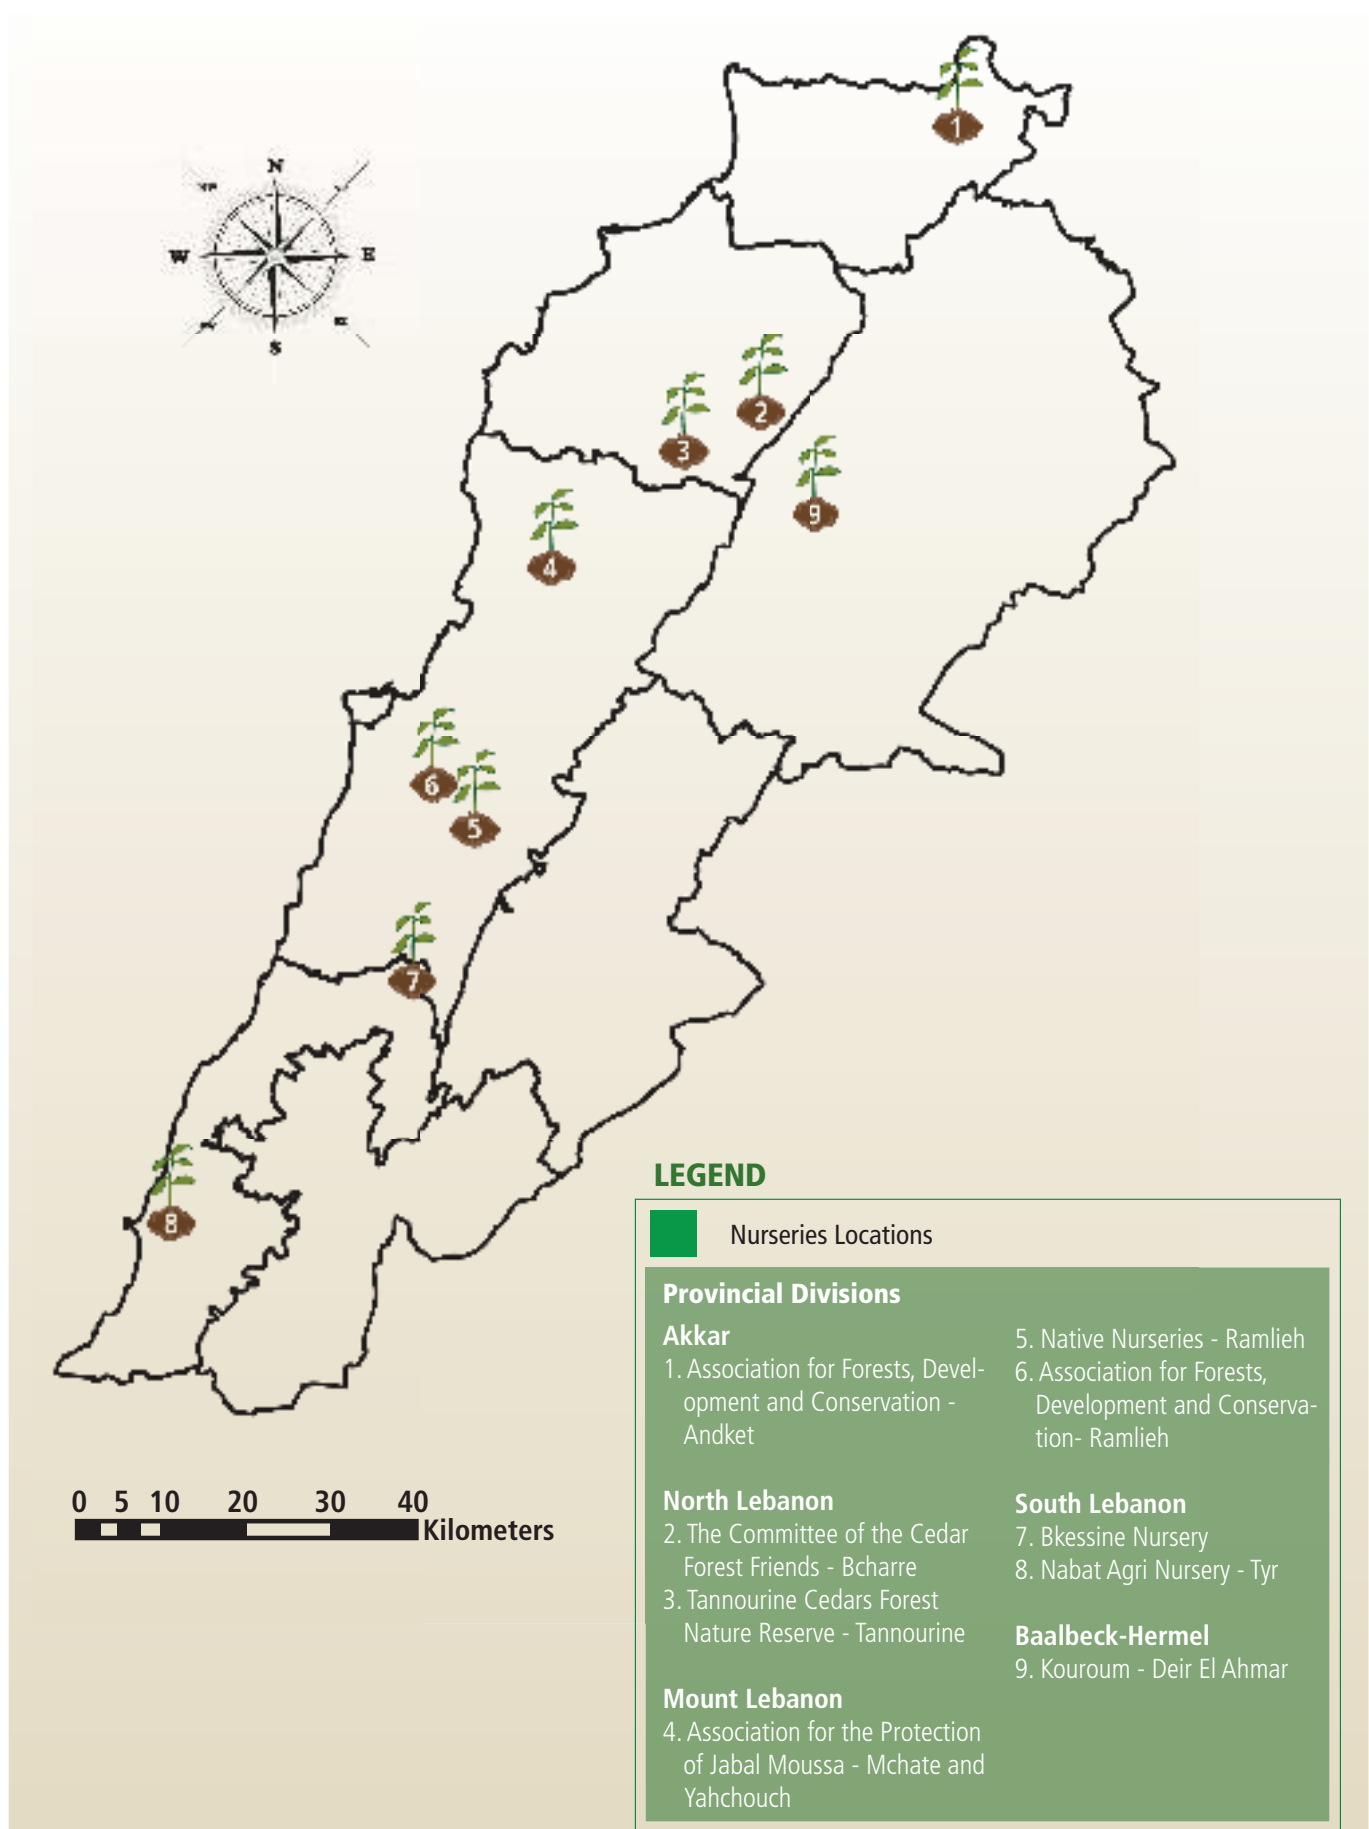 N
W
E
S
1
2
3
9
4
6
5
7
8
LEGEND
Nurseries Locations
Provincial Divisions
Akkar
1. Association for Forests, Devel-
opment and Conservation -
Andket
North Lebanon
2. The Committee of the Cedar
Forest Friends - Bcharre
3. Tannourine Cedars Forest
Nature Reserve - Tannourine
Mount Lebanon
4. Association for the Protection
of Jabal Moussa - Mchate and
Yahchouch
5. Native Nurseries - Ramlieh
6. Association for Forests,
Development and Conserva-
tion- Ramlieh
South Lebanon
7. Bkessine Nursery
8. Nabat Agri Nursery - Tyr
Baalbeck-Hermel
9. Kouroum - Deir El Ahmar
0 5 10 20 30 40
Kilometers